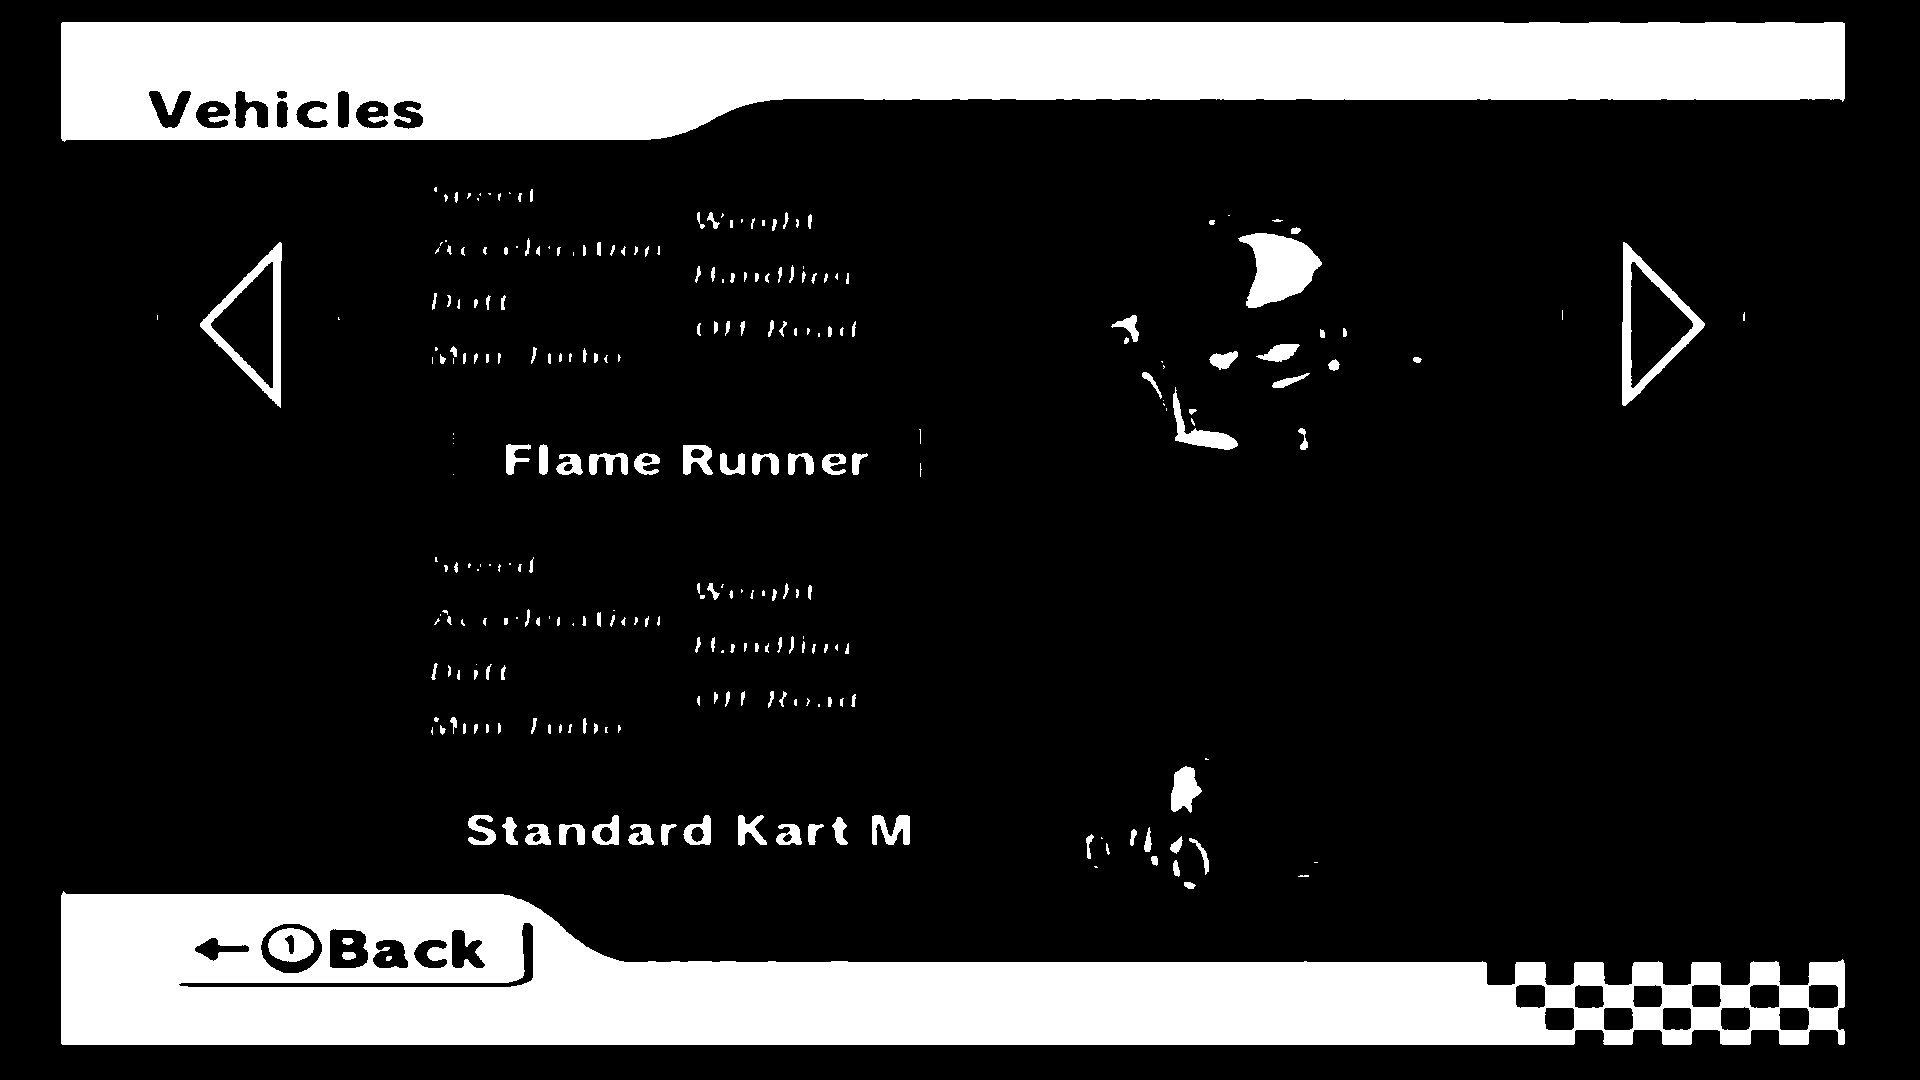 Vehicles
Speed
Weight
Acceleration
Handling
Drift
Off-Road
Mini-Turbo
Flame Runner
Speed
Weight
Acceleration
Handling
Drift
Off-Road
Mini-Turbo
Standard Kart M
1 Back